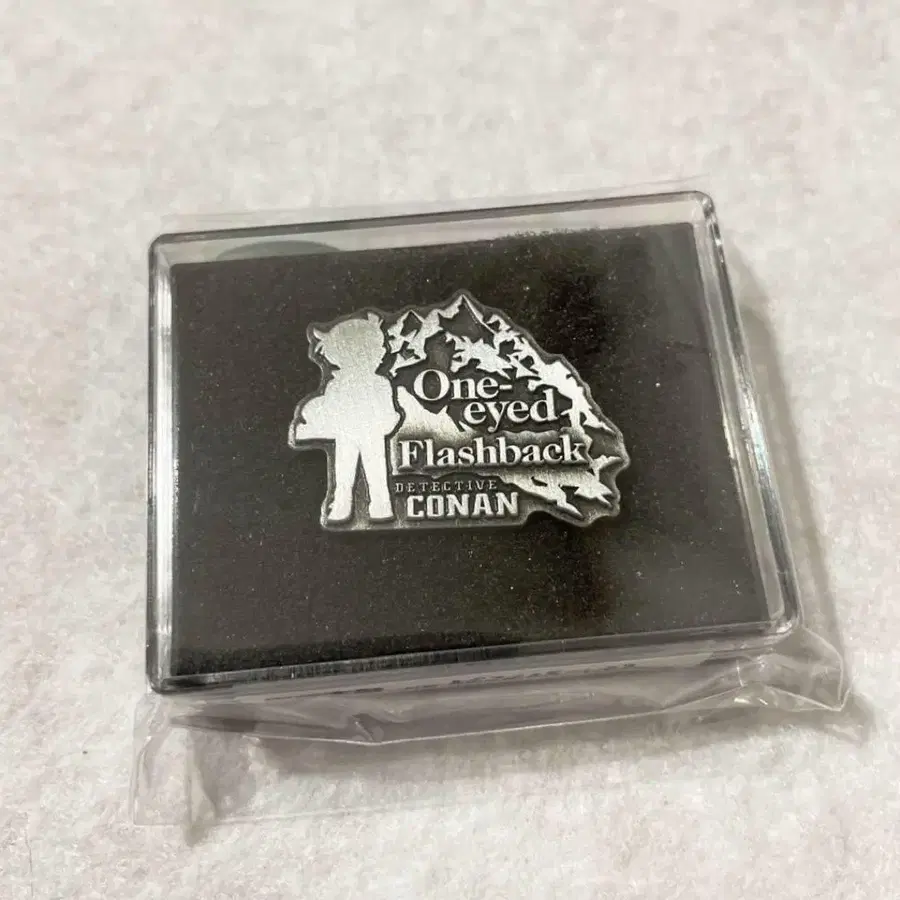 One-
eyed
Flashback
DETECTIVE
CONAN